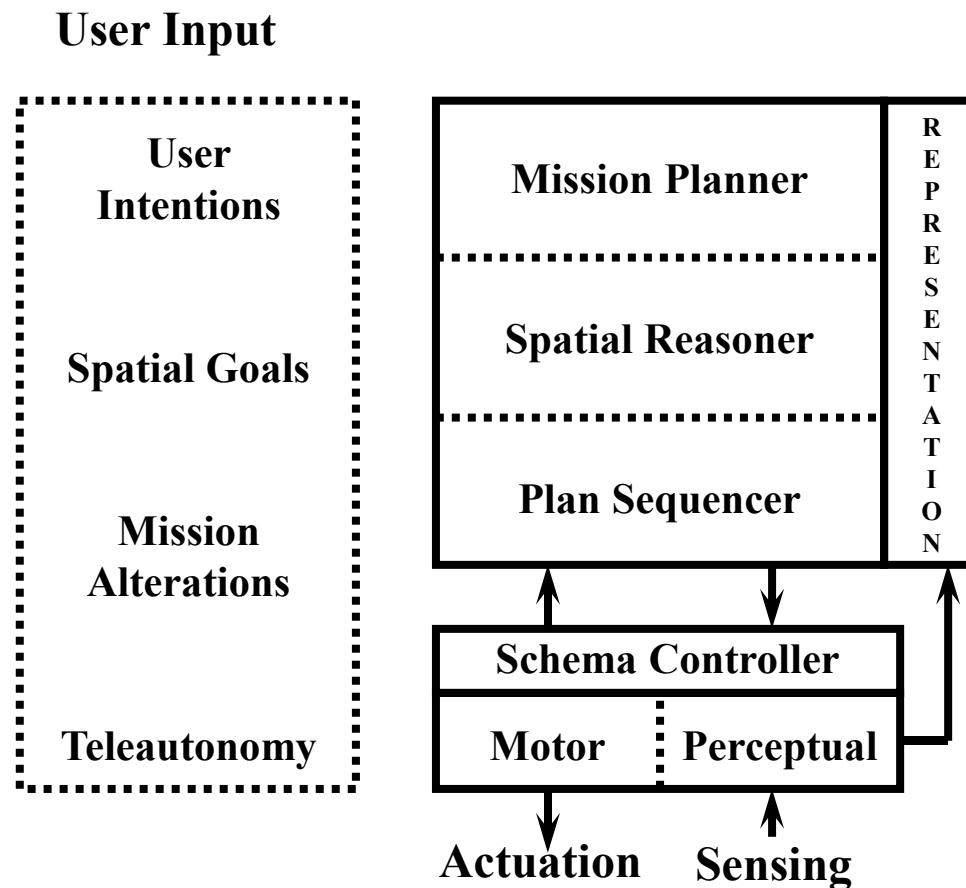 User Input
User
Intentions
Spatial Goals
Mission
Alterations
Teleautonomy
Mission Planner
Spatial Reasoner
Plan Sequencer
REPRESENTATION
Schema Controller
Motor
Perceptual
Actuation
Sensing